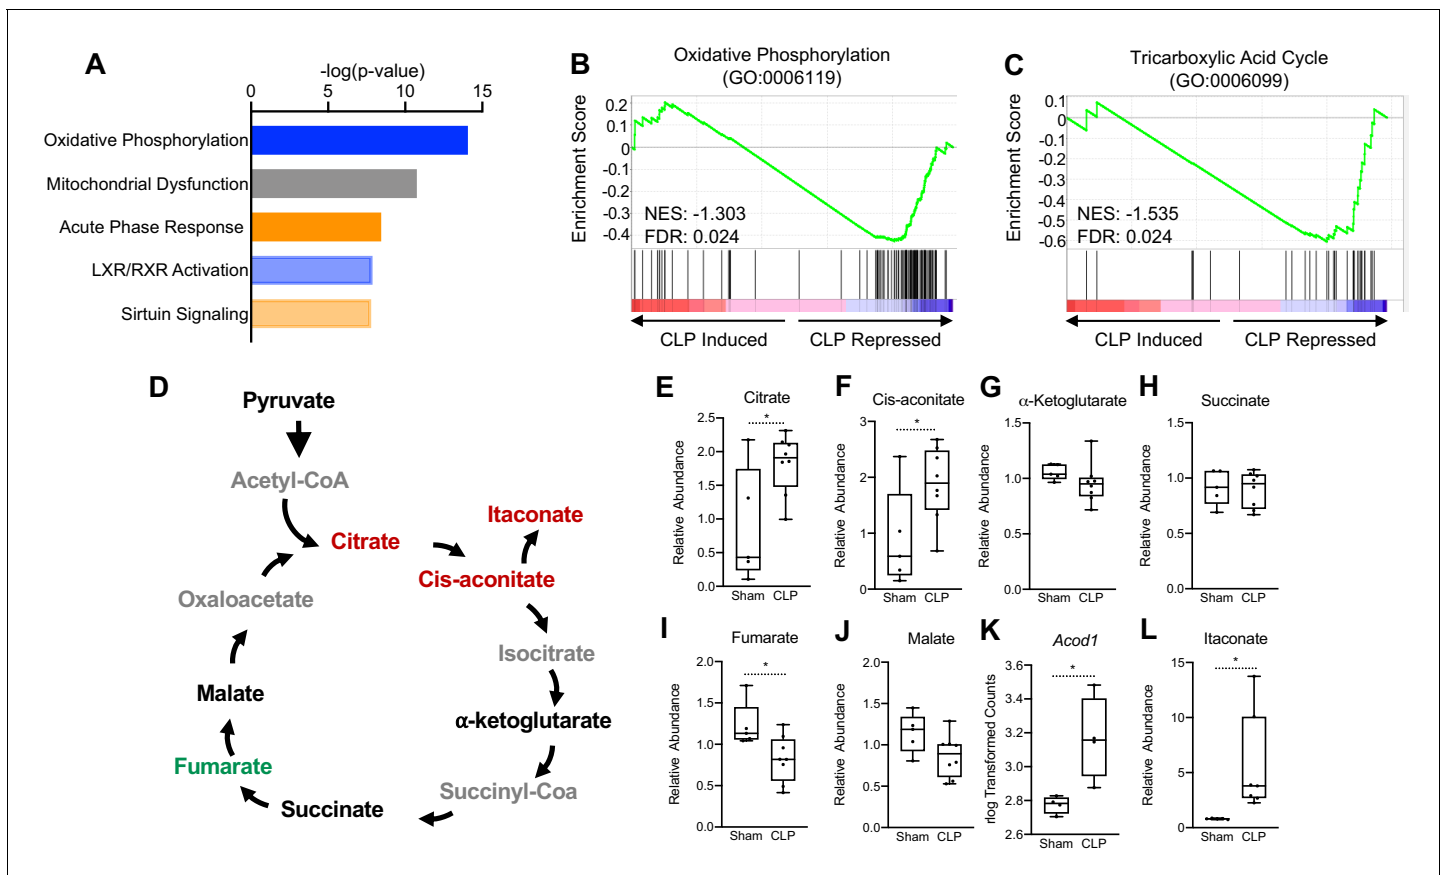 A
-log(p-value)
0 5 10 15
Oxidative Phosphorylation
Mitochondrial Dysfunction
Acute Phase Response
LXR/RXR Activation
Sirtuin Signaling
B
Oxidative Phosphorylation
(GO:0006119)
Enrichment Score
0.2
0.1
0
-0.1
-0.2
-0.3
-0.4
NES: -1.303
FDR: 0.024
CLP Induced
CLP Repressed
C
Tricarboxylic Acid Cycle
(GO:0006099)
Enrichment Score
0.1
0
-0.1
-0.2
-0.3
-0.4
-0.5
-0.6
NES: -1.535
FDR: 0.024
CLP Induced
CLP Repressed
D
Pyruvate
Acetyl-CoA
Citrate
Itaconate
Cis-aconitate
Oxaloacetate
Isocitrate
Malate
α-ketoglutarate
Fumarate
Succinyl-Coa
Succinate
E
Citrate
Relative Abundance
2.5
2.0
1.5
1.0
0.5
0.0
*
Sham CLP
F
Cis-aconitate
Relative Abundance
3
2
1
0
*
Sham CLP
G
α-Ketoglutarate
Relative Abundance
1.5
1.0
0.5
0.0
Sham CLP
H
Succinate
Relative Abundance
1.5
1.0
0.5
0.0
Sham CLP
I
Fumarate
Relative Abundance
2.0
1.5
1.0
0.5
0.0
*
Sham CLP
J
Malate
Relative Abundance
2.0
1.5
1.0
0.5
0.0
Sham CLP
K
Acod1
rlog Transformed Counts
3.6
3.4
3.2
3.0
2.8
2.6
*
Sham CLP
L
Itaconate
Relative Abundance
15
10
5
0
*
Sham CLP